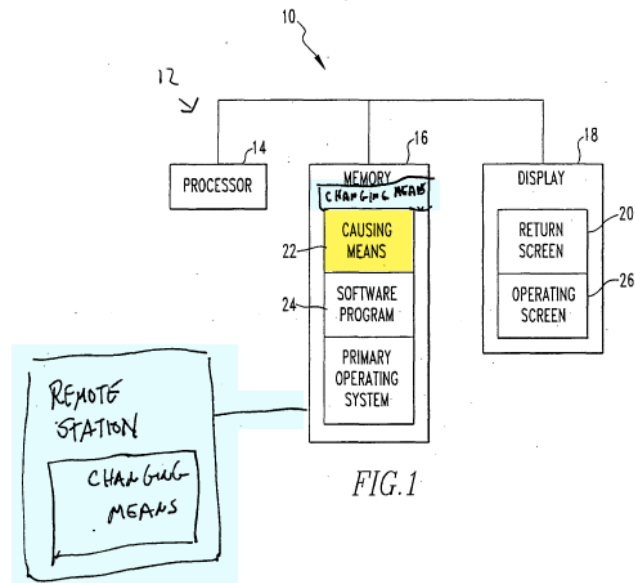 10
12
14
PROCESSOR
16
MEMORY
CHANGING MEANS
22
CAUSING
MEANS
24
SOFTWARE
PROGRAM
PRIMARY
OPERATING
SYSTEM
18
DISPLAY
20
RETURN
SCREEN
26
OPERATING
SCREEN
REMOTE
STATION
CHANGING
MEANS
FIG.1